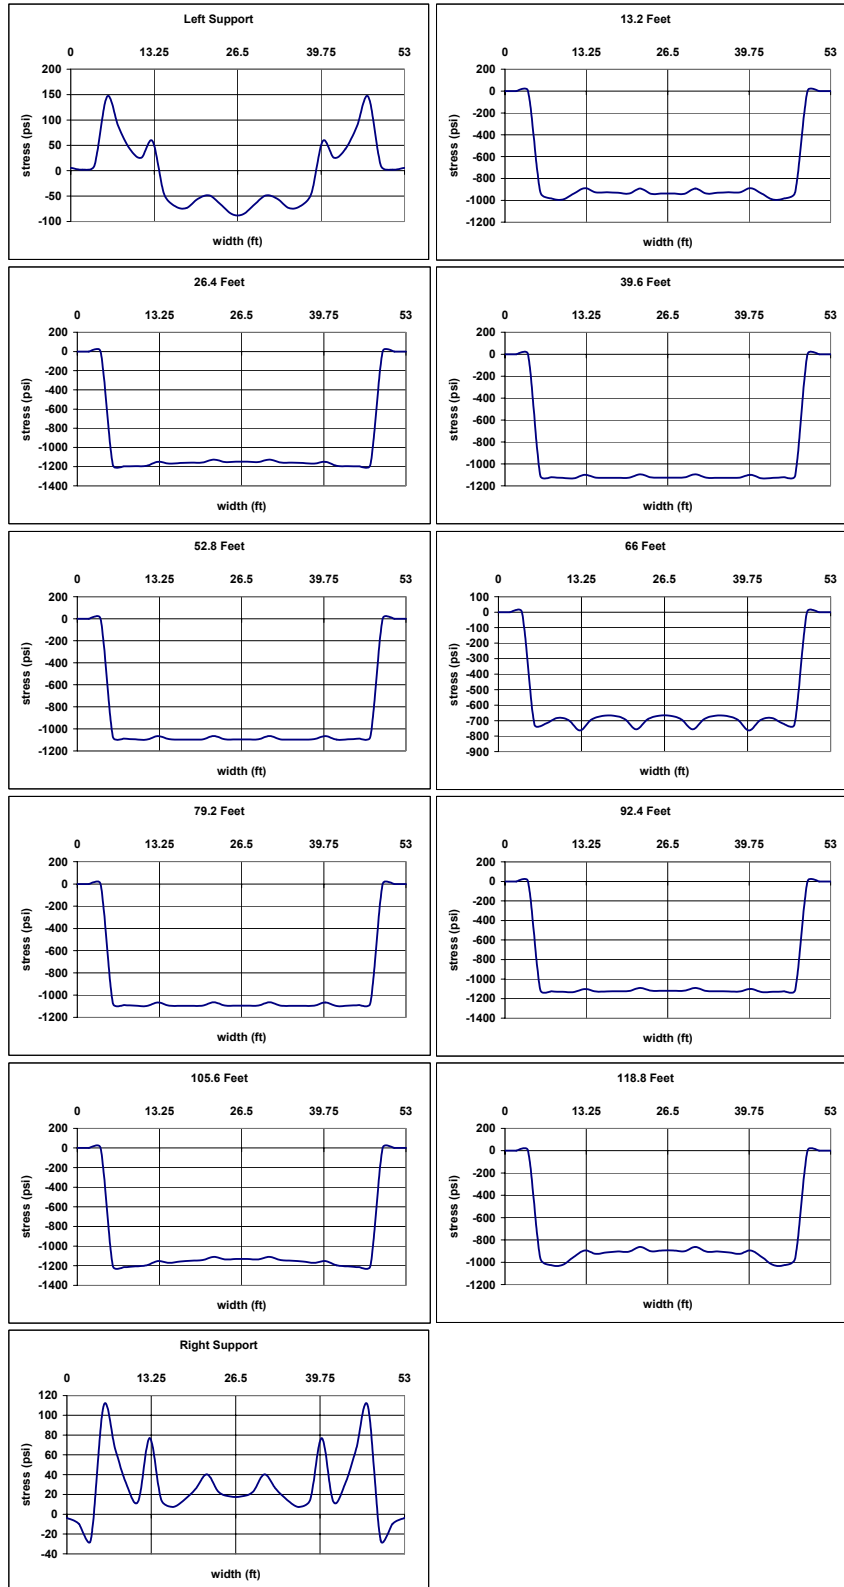 Left Support
0 13.25 26.5 39.75 53
200
150
100
50
0
-50
-100
stress (psi)
width (ft)
13.2 Feet
0 13.25 26.5 39.75 53
200
0
-200
-400
-600
-800
-1000
-1200
stress (psi)
width (ft)
26.4 Feet
0 13.25 26.5 39.75 53
200
0
-200
-400
-600
-800
-1000
-1200
-1400
stress (psi)
width (ft)
39.6 Feet
0 13.25 26.5 39.75 53
200
0
-200
-400
-600
-800
-1000
-1200
stress (psi)
width (ft)
52.8 Feet
0 13.25 26.5 39.75 53
200
0
-200
-400
-600
-800
-1000
-1200
stress (psi)
width (ft)
66 Feet
0 13.25 26.5 39.75 53
100
0
-100
-200
-300
-400
-500
-600
-700
-800
-900
stress (psi)
width (ft)
79.2 Feet
0 13.25 26.5 39.75 53
200
0
-200
-400
-600
-800
-1000
-1200
stress (psi)
width (ft)
92.4 Feet
0 13.25 26.5 39.75 53
200
0
-200
-400
-600
-800
-1000
-1200
-1400
stress (psi)
width (ft)
105.6 Feet
0 13.25 26.5 39.75 53
200
0
-200
-400
-600
-800
-1000
-1200
-1400
stress (psi)
width (ft)
118.8 Feet
0 13.25 26.5 39.75 53
200
0
-200
-400
-600
-800
-1000
-1200
stress (psi)
width (ft)
Right Support
0 13.25 26.5 39.75 53
120
100
80
60
40
20
0
-20
-40
stress (psi)
width (ft)